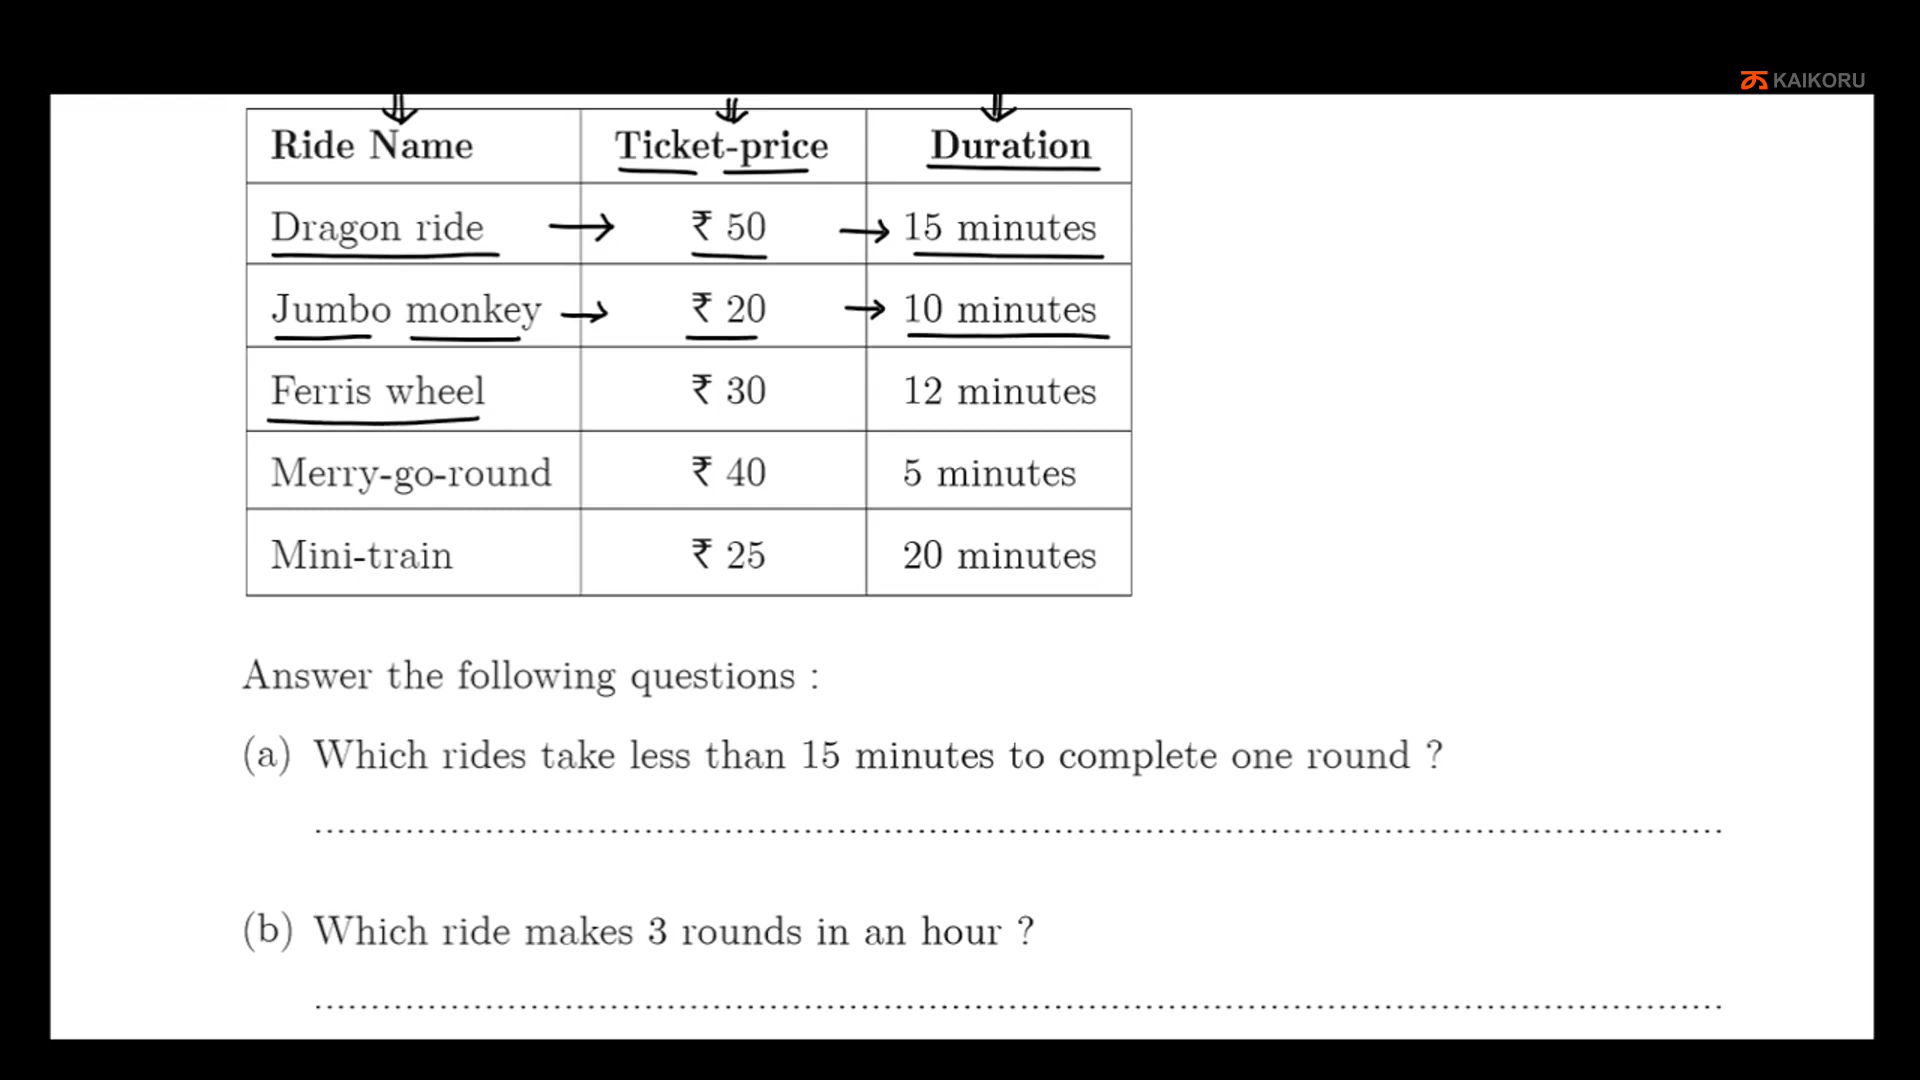 KAIKORU
Ride Name Ticket-price Duration
Dragon ride ₹ 50 15 minutes
Jumbo monkey ₹ 20 10 minutes
Ferris wheel ₹ 30 12 minutes
Merry-go-round ₹ 40 5 minutes
Mini-train ₹ 25 20 minutes
Answer the following questions :
(a) Which rides take less than 15 minutes to complete one round ?
(b) Which ride makes 3 rounds in an hour ?